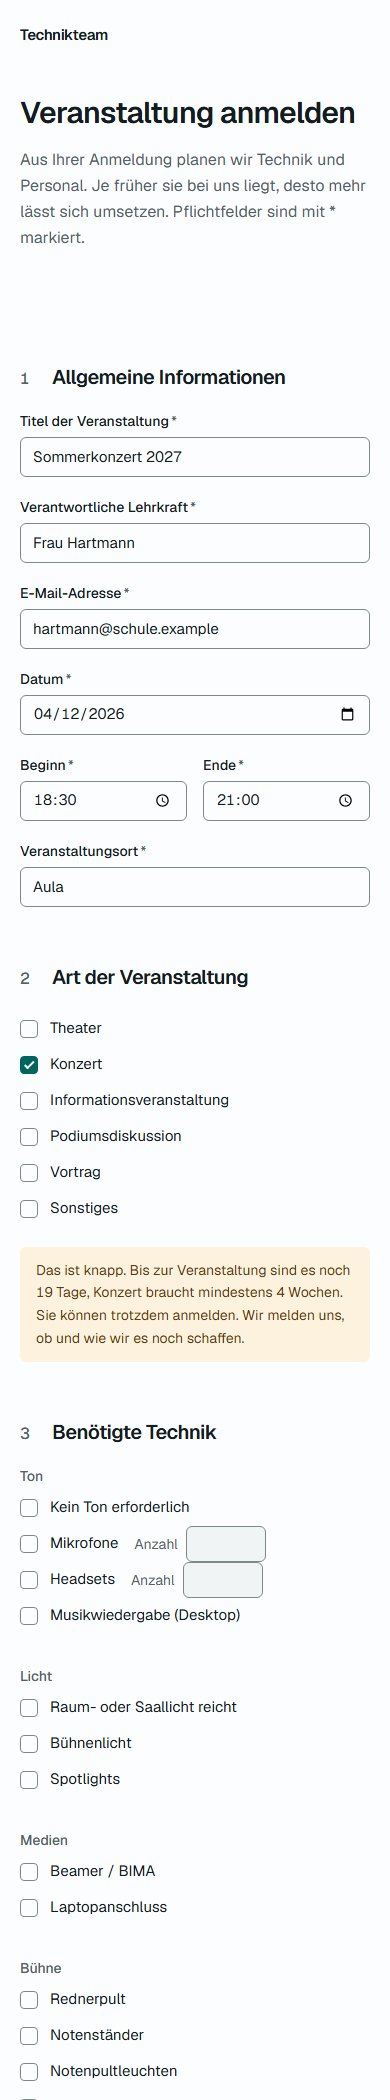 Technikteam
Veranstaltung anmelden
Aus Ihrer Anmeldung planen wir Technik und
Personal. Je früher sie bei uns liegt, desto mehr
lässt sich umsetzen. Pflichtfelder sind mit *
markiert.
1 Allgemeine Informationen
Titel der Veranstaltung *
Sommerkonzert 2027
Verantwortliche Lehrkraft *
Frau Hartmann
E-Mail-Adresse *
hartmann@schule.example
Datum *
04/12/2026
Beginn * Ende *
18:30 21:00
Veranstaltungsort *
Aula
2 Art der Veranstaltung
Theater
Konzert
Informationsveranstaltung
Podiumsdiskussion
Vortrag
Sonstiges
Das ist knapp. Bis zur Veranstaltung sind es noch
19 Tage, Konzert braucht mindestens 4 Wochen.
Sie können trotzdem anmelden. Wir melden uns,
ob und wie wir es noch schaffen.
3 Benötigte Technik
Ton
Kein Ton erforderlich
Mikrofone Anzahl
Headsets Anzahl
Musikwiedergabe (Desktop)
Licht
Raum- oder Saallicht reicht
Bühnenlicht
Spotlights
Medien
Beamer / BIMA
Laptopanschluss
Bühne
Rednerpult
Notenständer
Notenpultleuchten